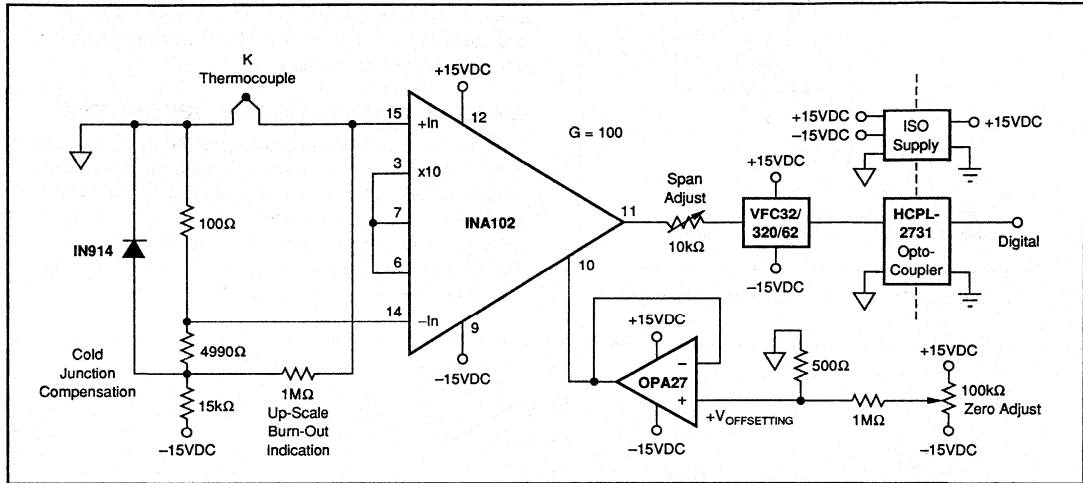 K
Thermocouple
+15VDC
15
+In
12
G = 100
+15VDC
–15VDC
ISO
Supply
+15VDC
3
x10
100Ω
7
INA102
11
Span
Adjust
10kΩ
+15VDC
VFC32/
320/62
–15VDC
HCPL-
2731
Opto-
Coupler
Digital
IN914
6
10
14
–In
9
–15VDC
Cold
Junction
Compensation
4990Ω
15kΩ
–15VDC
1MΩ
Up-Scale
Burn-Out
Indication
+15VDC
–
OPA27
+
–15VDC
+VOFFSETTING
500Ω
1MΩ
+15VDC
100kΩ
Zero Adjust
–15VDC